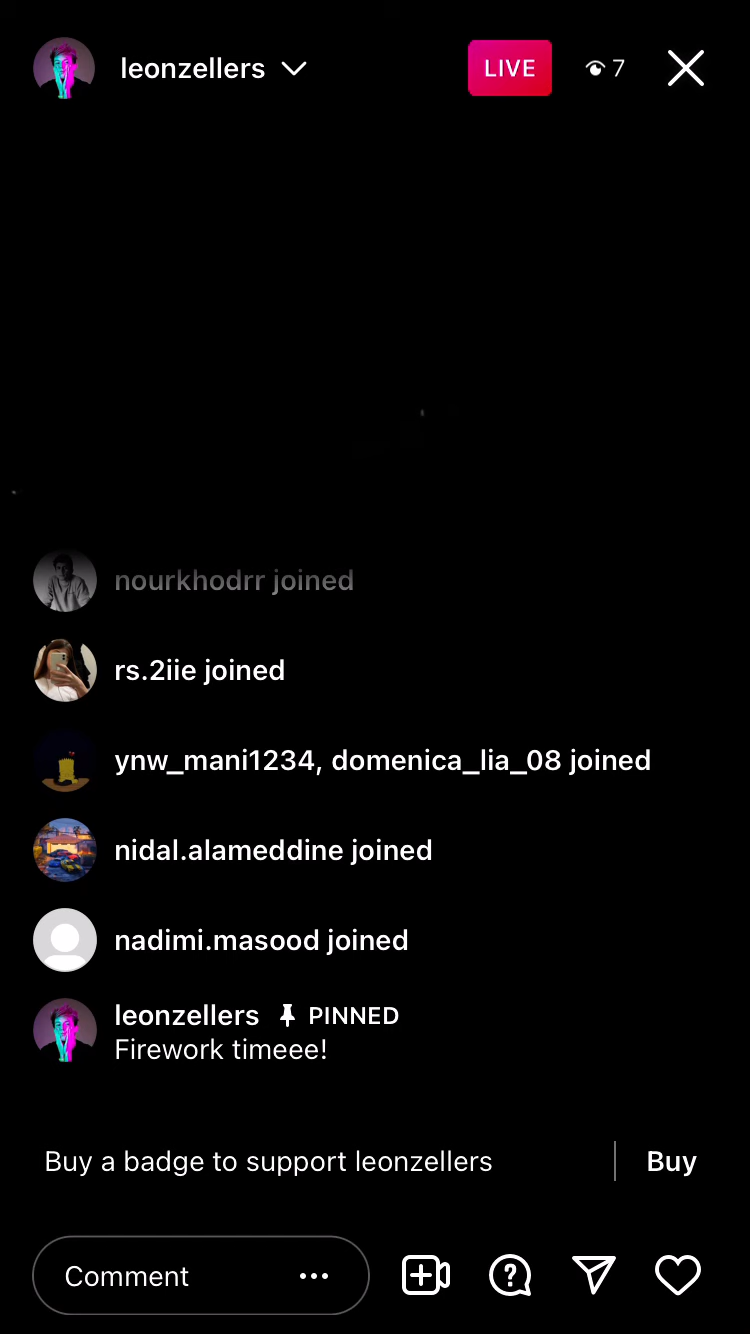 leonzellers
LIVE
7
nourkhodrr joined
rs.2iie joined
ynw_mani1234, domenica_lia_08 joined
nidal.alameddine joined
nadimi.masood joined
leonzellers PINNED
Firework timeee!
Buy a badge to support leonzellers
Buy
Comment